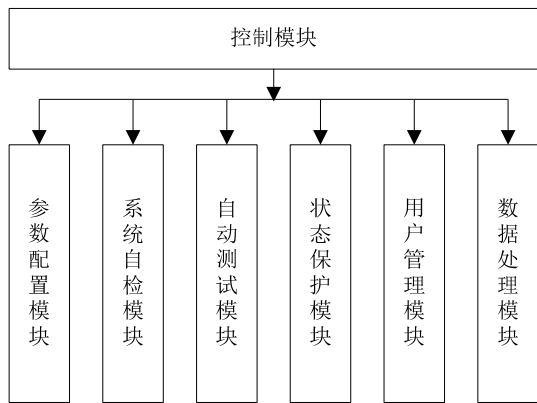 控制模块
参数配置模块
系统自检模块
自动测试模块
状态保护模块
用户管理模块
数据处理模块